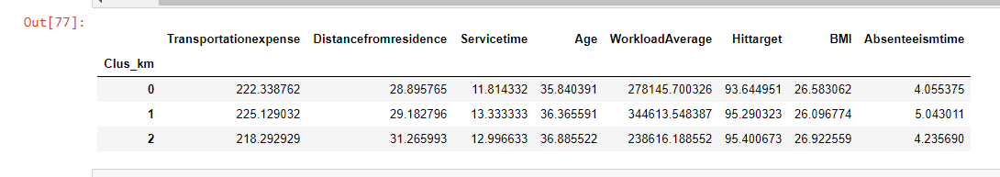 Out[77]:
Transportationexpense Distancefromresidence Servicetime Age WorkloadAverage Hittarget BMI Absenteeismtime
Clus_km
0 222.338762 28.895765 11.814332 35.840391 278145.700326 93.644951 26.583062 4.055375
1 225.129032 29.182796 13.333333 36.365591 344613.548387 95.290323 26.096774 5.043011
2 218.292929 31.265993 12.996633 36.885522 238616.188552 95.400673 26.922559 4.235690